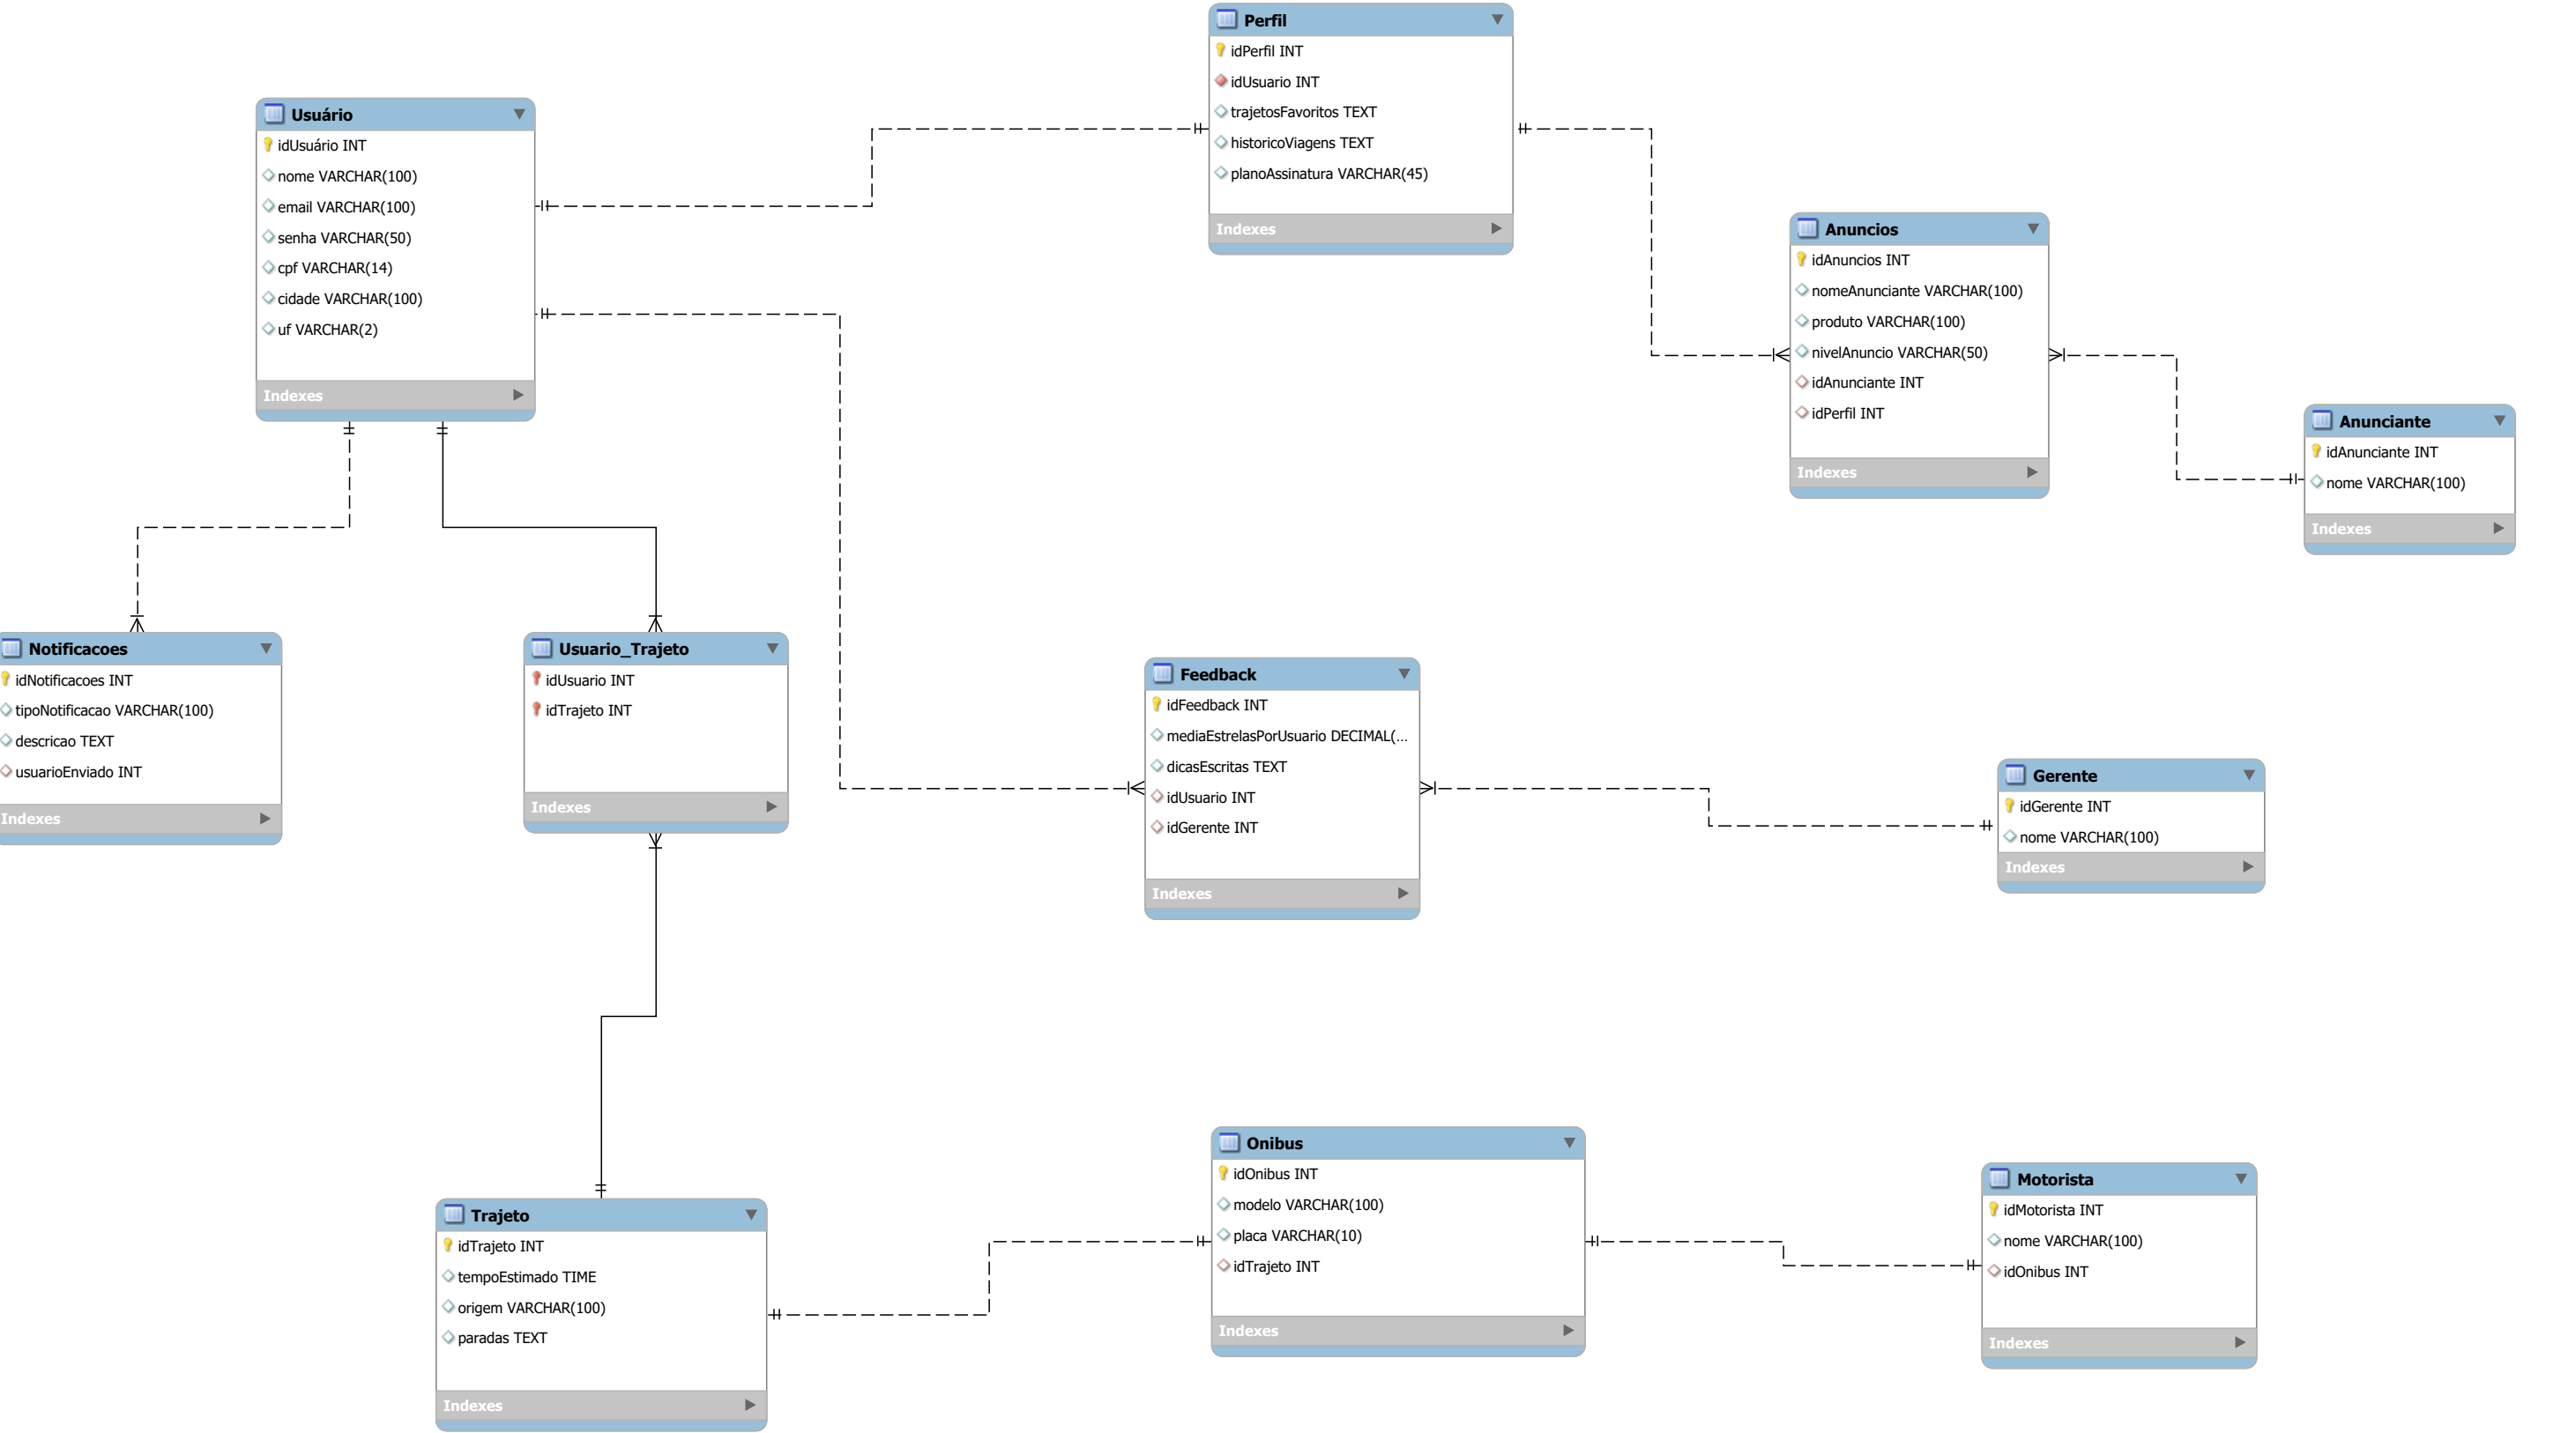 Perfil
idPerfil INT
idUsuario INT
trajetosFavoritos TEXT
historicoViagens TEXT
planoAssinatura VARCHAR(45)
Indexes
Usuário
idUsuário INT
nome VARCHAR(100)
email VARCHAR(100)
senha VARCHAR(50)
cpf VARCHAR(14)
cidade VARCHAR(100)
uf VARCHAR(2)
Indexes
Anuncios
idAnuncios INT
nomeAnunciante VARCHAR(100)
produto VARCHAR(100)
nivelAnuncio VARCHAR(50)
idAnunciante INT
idPerfil INT
Indexes
Anunciante
idAnunciante INT
nome VARCHAR(100)
Indexes
Notificacoes
idNotificacoes INT
tipoNotificacao VARCHAR(100)
descricao TEXT
usuarioEnviado INT
Indexes
Usuario_Trajeto
idUsuario INT
idTrajeto INT
Indexes
Feedback
idFeedback INT
mediaEstrelasPorUsuario DECIMAL(...
dicasEscritas TEXT
idUsuario INT
idGerente INT
Indexes
Gerente
idGerente INT
nome VARCHAR(100)
Indexes
Trajeto
idTrajeto INT
tempoEstimado TIME
origem VARCHAR(100)
paradas TEXT
Indexes
Onibus
idOnibus INT
modelo VARCHAR(100)
placa VARCHAR(10)
idTrajeto INT
Indexes
Motorista
idMotorista INT
nome VARCHAR(100)
idOnibus INT
Indexes